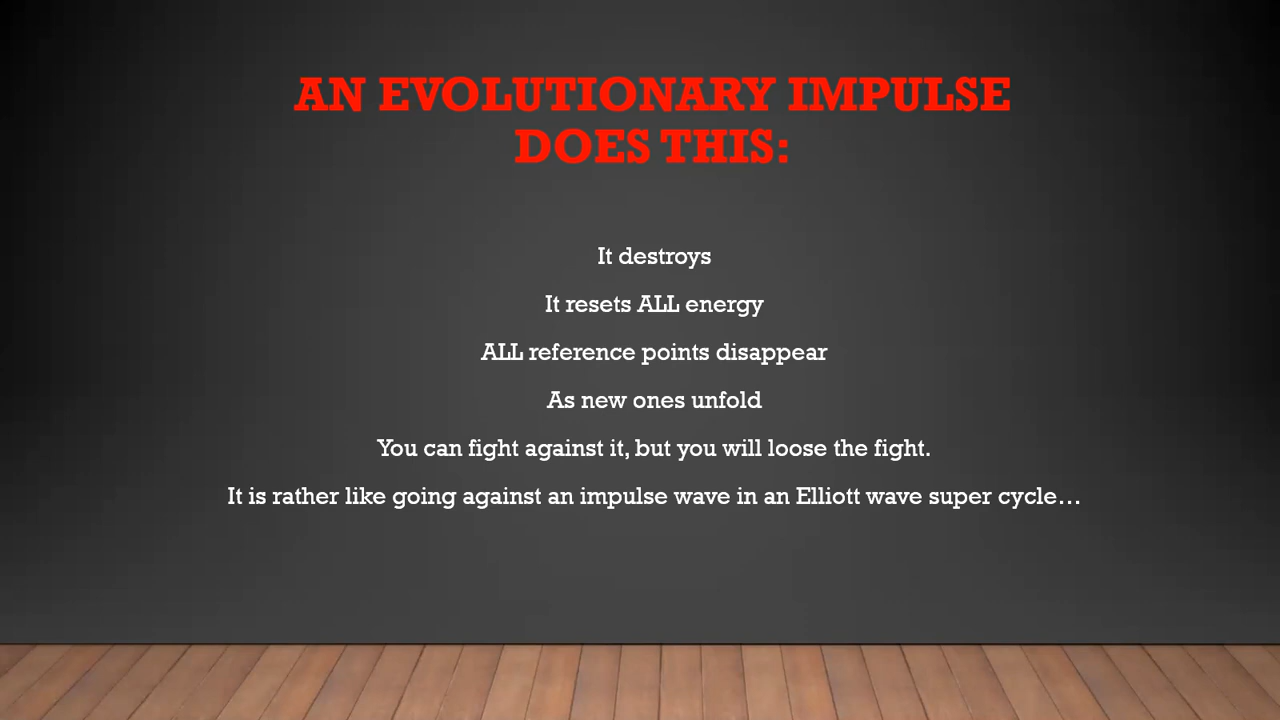 AN EVOLUTIONARY IMPULSE
DOES THIS:
It destroys
It resets ALL energy
ALL reference points disappear
As new ones unfold
You can fight against it, but you will loose the fight.
It is rather like going against an impulse wave in an Elliott wave super cycle…